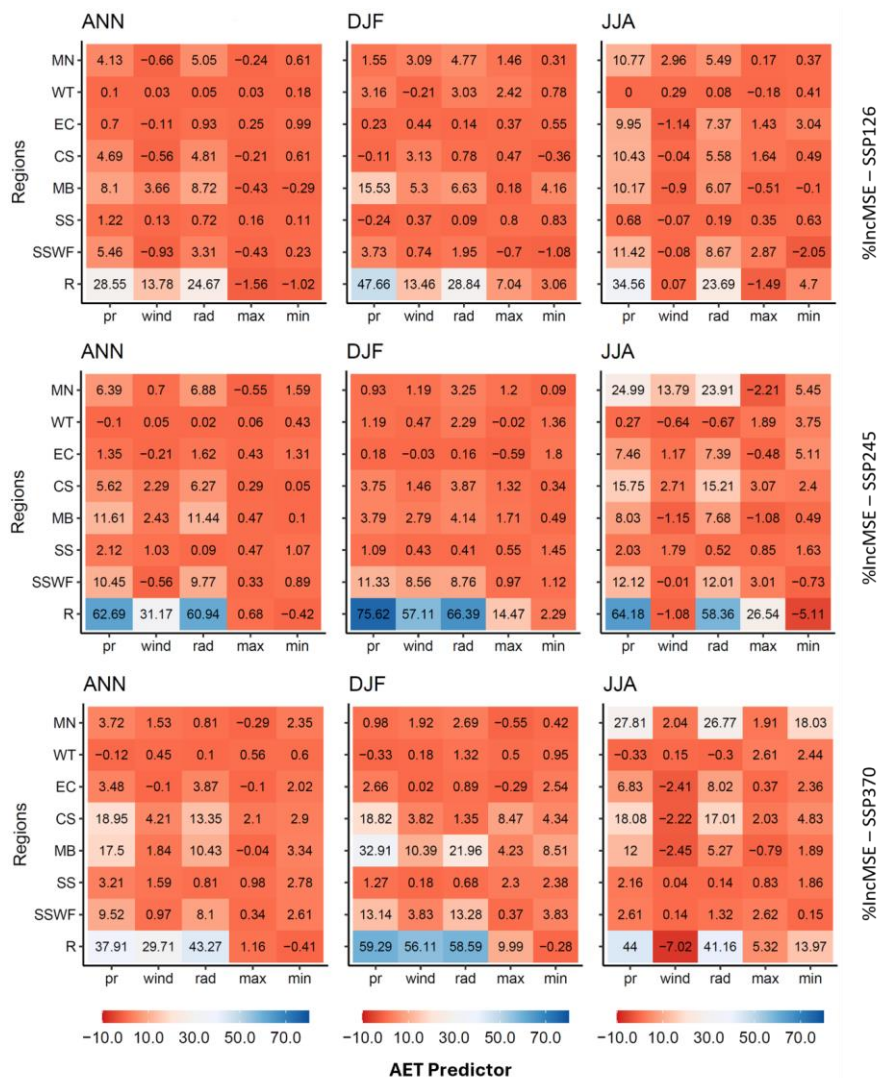 ANN DJF JJA
MN 4.13 −0.66 5.05 −0.24 0.61 1.55 3.09 4.77 1.46 0.31 10.77 2.96 5.49 0.17 0.37
WT 0.1 0.03 0.05 0.03 0.18 3.16 −0.21 3.03 2.42 0.78 0 0.29 0.08 −0.18 0.41
EC 0.7 −0.11 0.93 0.25 0.99 0.23 0.44 0.14 0.37 0.55 9.95 −1.14 7.37 1.43 3.04
CS 4.69 −0.56 4.81 −0.21 0.61 −0.11 3.13 0.78 0.47 −0.36 10.43 −0.04 5.58 1.64 0.49
MB 8.1 3.66 8.72 −0.43 −0.29 15.53 5.3 6.63 0.18 4.16 10.17 −0.9 6.07 −0.51 −0.1
SS 1.22 0.13 0.72 0.16 0.11 −0.24 0.37 0.09 0.8 0.83 0.68 −0.07 0.19 0.35 0.63
SSWF 5.46 −0.93 3.31 −0.43 0.23 3.73 0.74 1.95 −0.7 −1.08 11.42 −0.08 8.67 2.87 −2.05
R 28.55 13.78 24.67 −1.56 −1.02 47.66 13.46 28.84 7.04 3.06 34.56 0.07 23.69 −1.49 4.7
pr wind rad max min pr wind rad max min pr wind rad max min
Regions
%IncMSE – SSP126
ANN DJF JJA
MN 6.39 0.7 6.88 −0.55 1.59 0.93 1.19 3.25 1.2 0.09 24.99 13.79 23.91 −2.21 5.45
WT −0.1 0.05 0.02 0.06 0.43 1.19 0.47 2.29 −0.02 1.36 0.27 −0.64 −0.67 1.89 3.75
EC 1.35 −0.21 1.62 0.43 1.31 0.18 −0.03 0.16 −0.59 1.8 7.46 1.17 7.39 −0.48 5.11
CS 5.62 2.29 6.27 0.29 0.05 3.75 1.46 3.87 1.32 0.34 15.75 2.71 15.21 3.07 2.4
MB 11.61 2.43 11.44 0.47 0.1 3.79 2.79 4.14 1.71 0.49 8.03 −1.15 7.68 −1.08 0.49
SS 2.12 1.03 0.09 0.47 1.07 1.09 0.43 0.41 0.55 1.45 2.03 1.79 0.52 0.85 1.63
SSWF 10.45 −0.56 9.77 0.33 0.89 11.33 8.56 8.76 0.97 1.12 12.12 −0.01 12.01 3.01 −0.73
R 62.69 31.17 60.94 0.68 −0.42 75.62 57.11 66.39 14.47 2.29 64.18 −1.08 58.36 26.54 −5.11
pr wind rad max min pr wind rad max min pr wind rad max min
Regions
%IncMSE – SSP245
ANN DJF JJA
MN 3.72 1.53 0.81 −0.29 2.35 0.98 1.92 2.69 −0.55 0.42 27.81 2.04 26.77 1.91 18.03
WT −0.12 0.45 0.1 0.56 0.6 −0.33 0.18 1.32 0.5 0.95 −0.33 0.15 −0.3 2.61 2.44
EC 3.48 −0.1 3.87 −0.1 2.02 2.66 0.02 0.89 −0.29 2.54 6.83 −2.41 8.02 0.37 2.36
CS 18.95 4.21 13.35 2.1 2.9 18.82 3.82 1.35 8.47 4.34 18.08 −2.22 17.01 2.03 4.83
MB 17.5 1.84 10.43 −0.04 3.34 32.91 10.39 21.96 4.23 8.51 12 −2.45 5.27 −0.79 1.89
SS 3.21 1.59 0.81 0.98 2.78 1.27 0.18 0.68 2.3 2.38 2.16 0.04 0.14 0.83 1.86
SSWF 9.52 0.97 8.1 0.34 2.61 13.14 3.83 13.28 0.37 3.83 2.61 0.14 1.32 2.62 0.15
R 37.91 29.71 43.27 1.16 −0.41 59.29 56.11 58.59 9.99 −0.28 44 −7.02 41.16 5.32 13.97
pr wind rad max min pr wind rad max min pr wind rad max min
Regions
%IncMSE – SSP370
−10.0 10.0 30.0 50.0 70.0 −10.0 10.0 30.0 50.0 70.0 −10.0 10.0 30.0 50.0 70.0
AET Predictor